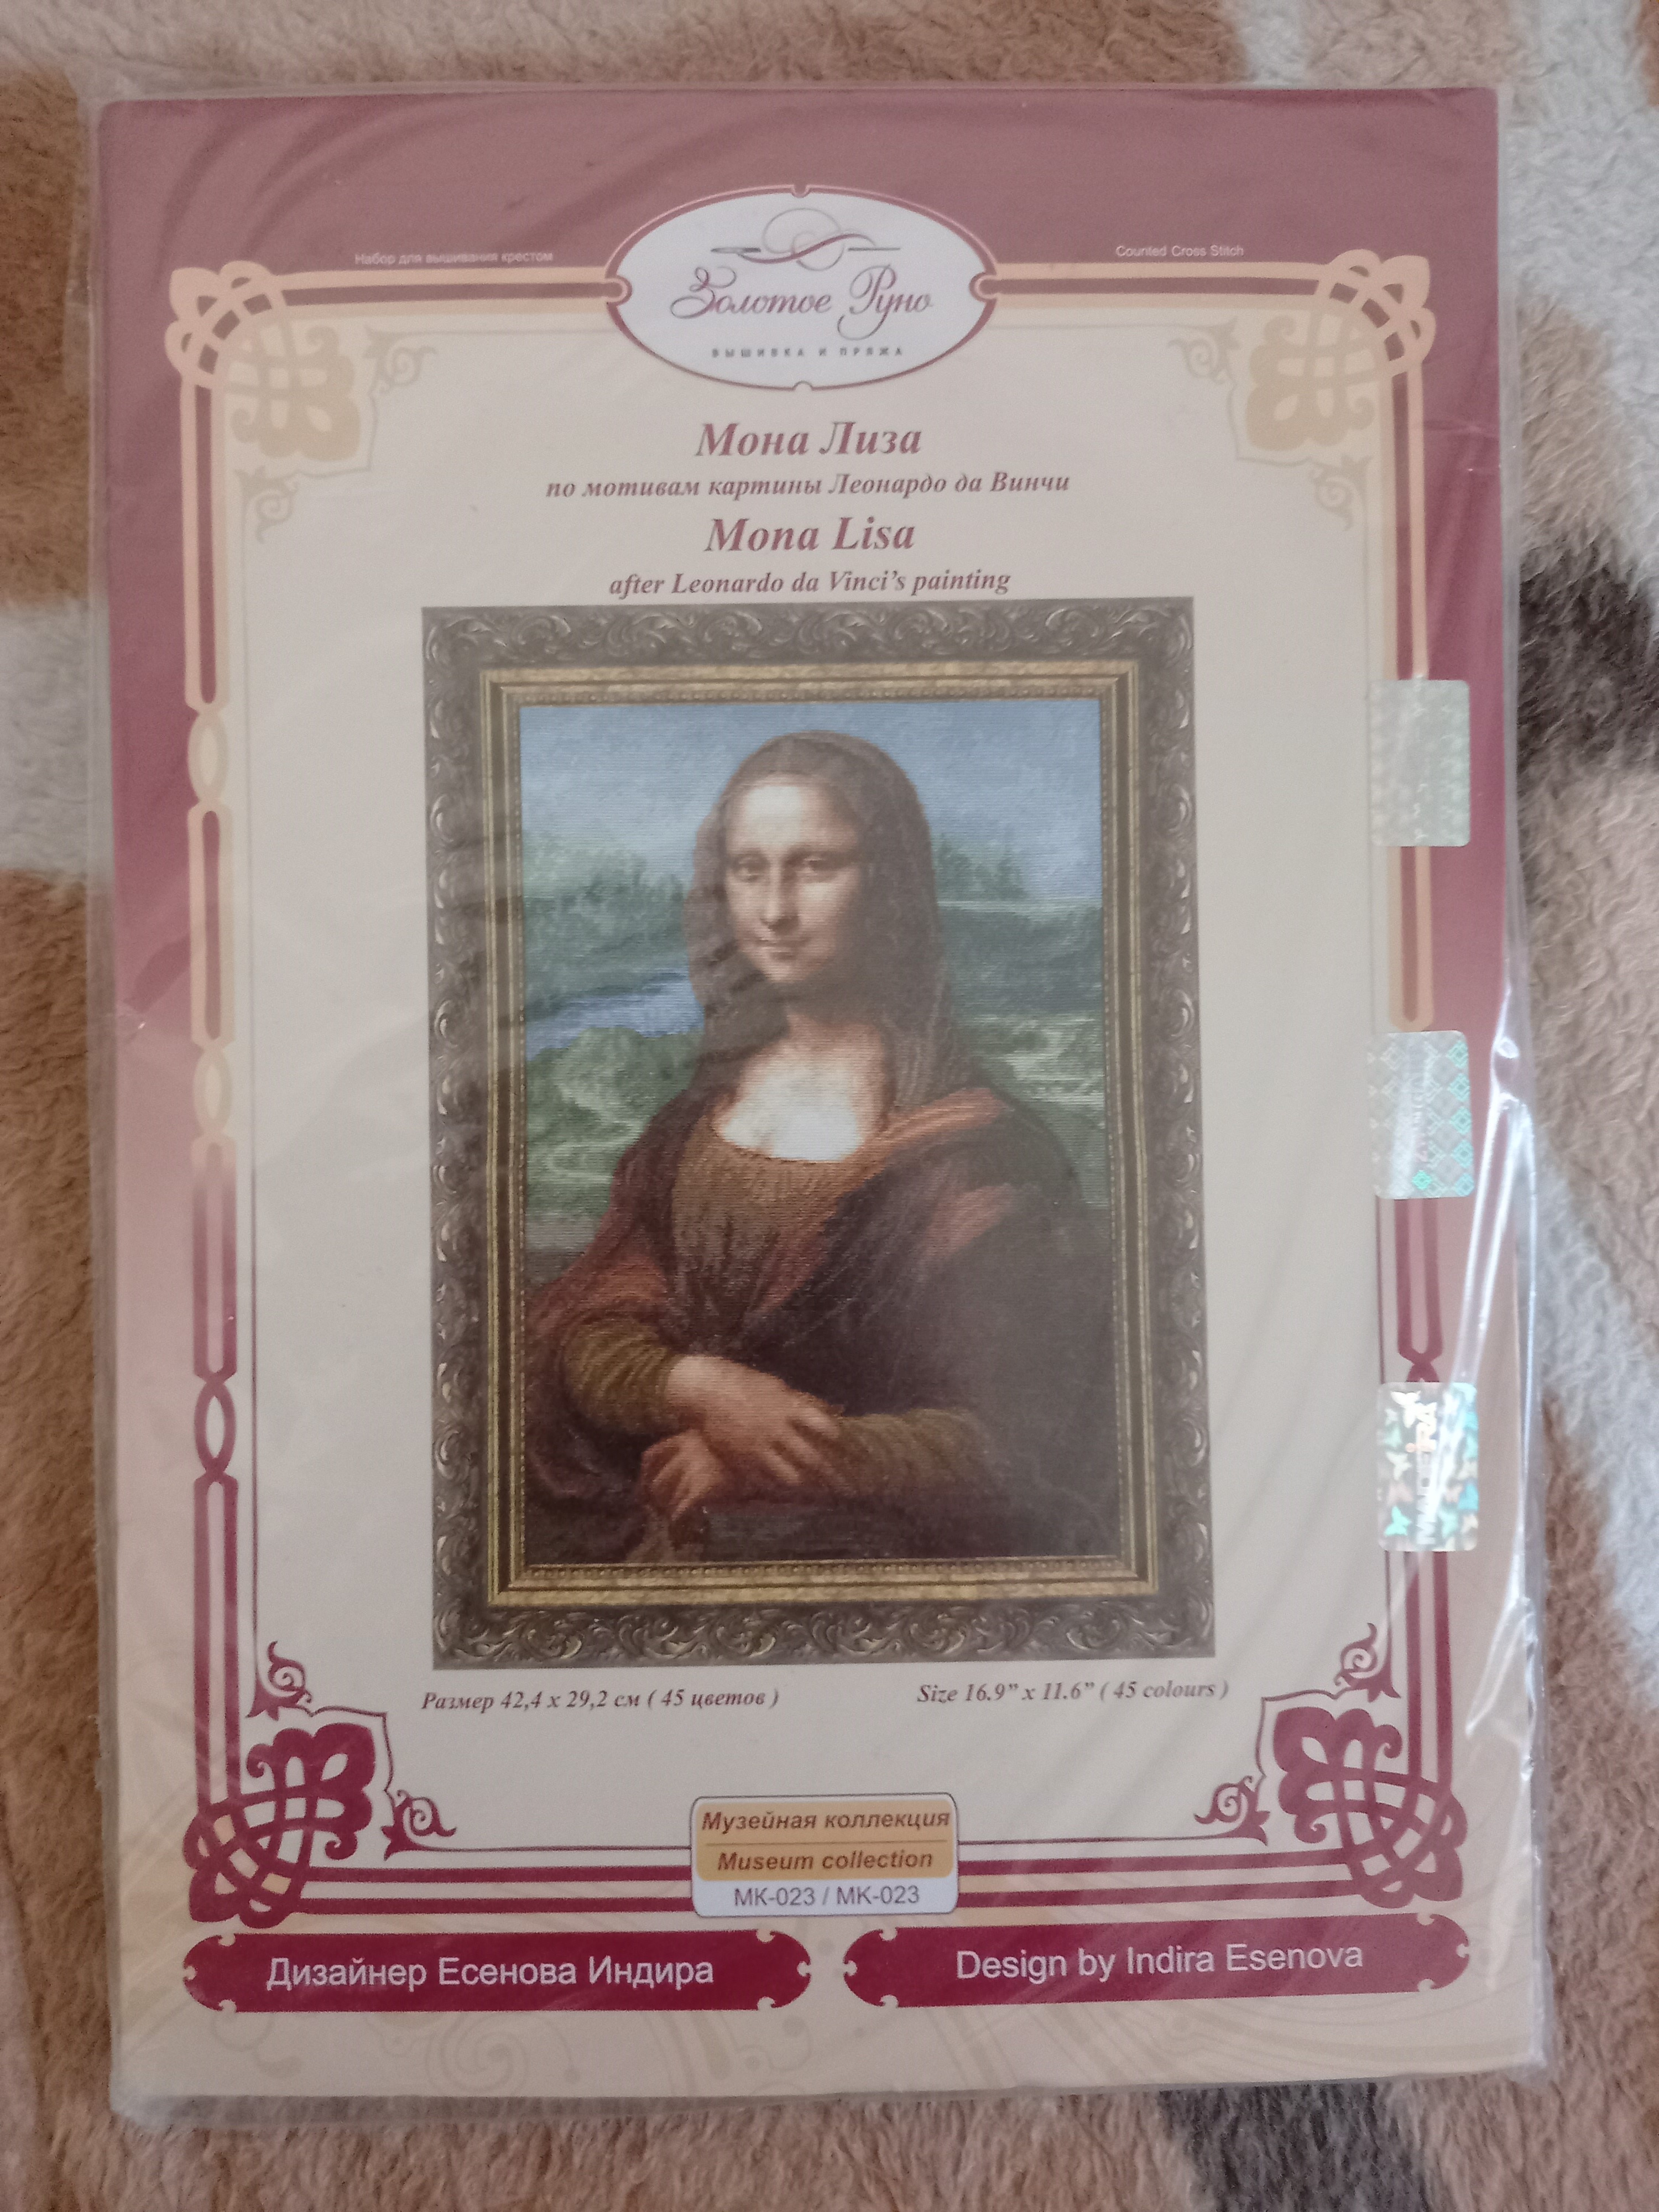 Набор для вышивания крестом
Counted Cross Stitch
Золотое Руно
ВЫШИВКА И ПРЯЖА
Мона Лиза
по мотивам картины Леонардо да Винчи
Mona Lisa
after Leonardo da Vinci’s painting
MADEIRA
Размер 42,4 х 29,2 см ( 45 цветов )
Size 16.9” x 11.6” ( 45 colours )
Музейная коллекция
Museum collection
МК-023 / MK-023
Дизайнер Есенова Индира
Design by Indira Esenova